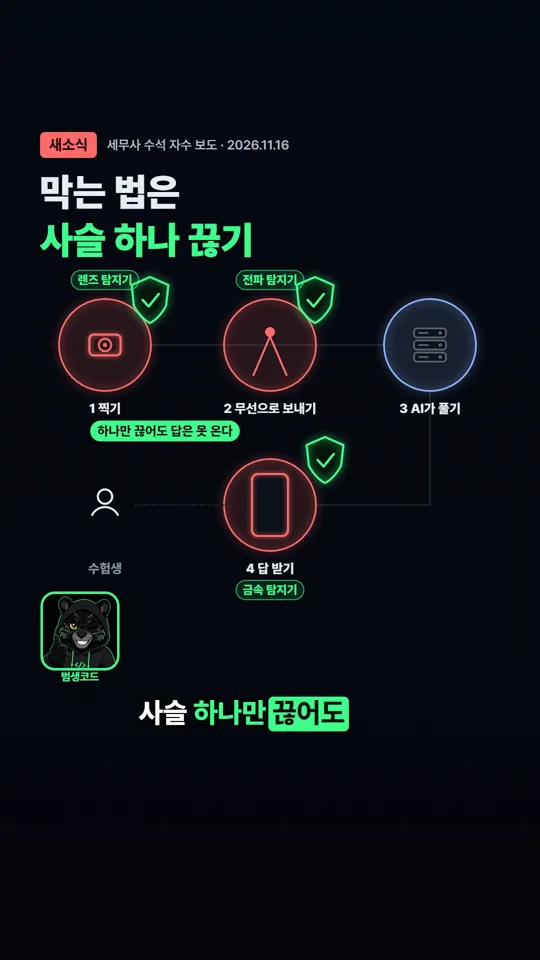 새소식 세무사 수석 자수 보도 · 2026.11.16
막는 법은
사슬 하나 끊기
렌즈 탐지기 전파 탐지기
1 찍기 2 무선으로 보내기 3 AI가 풀기
하나만 끊어도 답은 못 온다
수험생 4 답 받기
금속 탐지기
</>
범생코드
사슬 하나만 끊어도